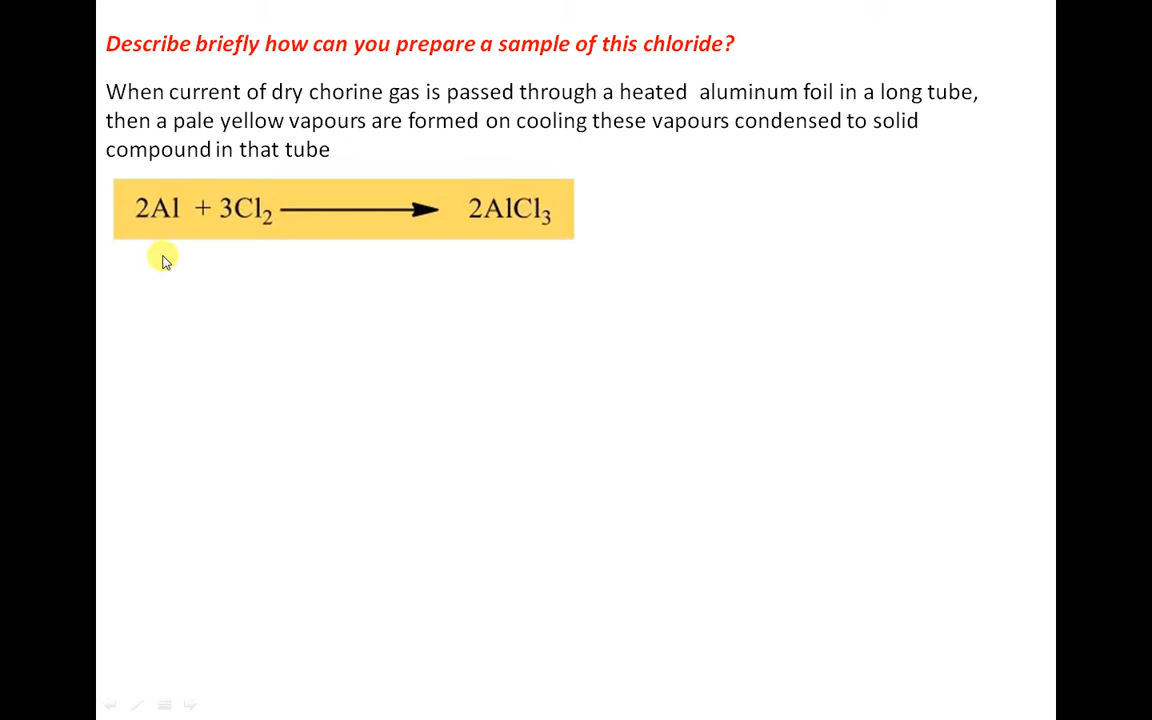 Describe briefly how can you prepare a sample of this chloride?
When current of dry chorine gas is passed through a heated aluminum foil in a long tube,
then a pale yellow vapours are formed on cooling these vapours condensed to solid
compound in that tube
2Al + 3Cl₂ ⟶ 2AlCl₃